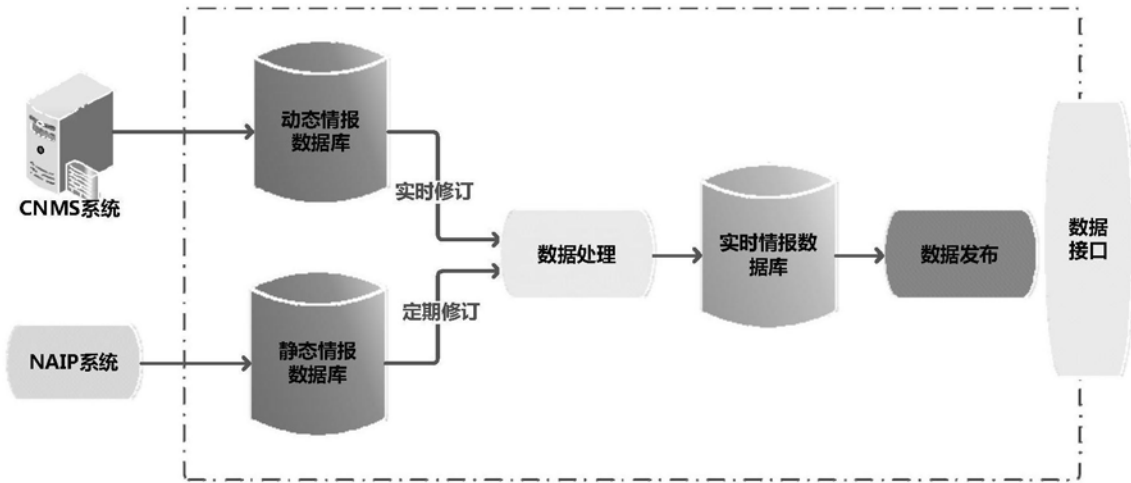 动态情报
数据库
CNMS系统
实时修订
数据处理
实时情报数
据库
数据发布
数据
接口
定期修订
NAIP系统
静态情报
数据库